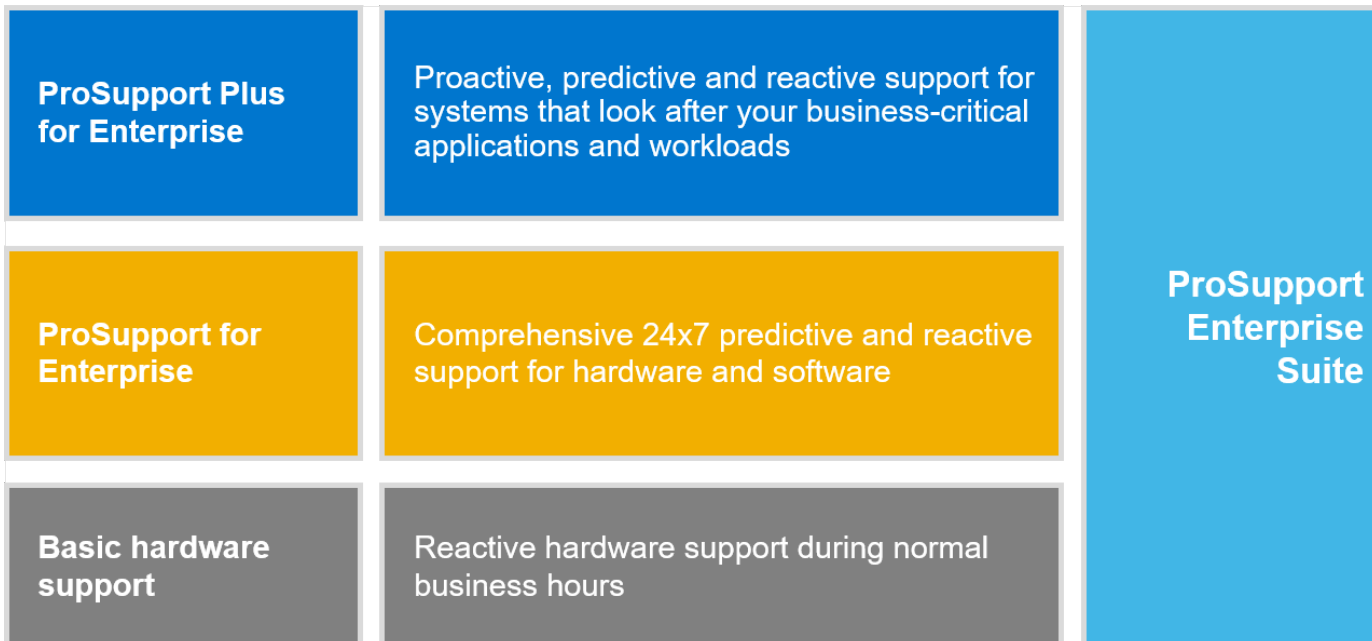 ProSupport Plus
for Enterprise
Proactive, predictive and reactive support for
systems that look after your business-critical
applications and workloads
ProSupport for
Enterprise
Comprehensive 24x7 predictive and reactive
support for hardware and software
Basic hardware
support
Reactive hardware support during normal
business hours
ProSupport
Enterprise
Suite